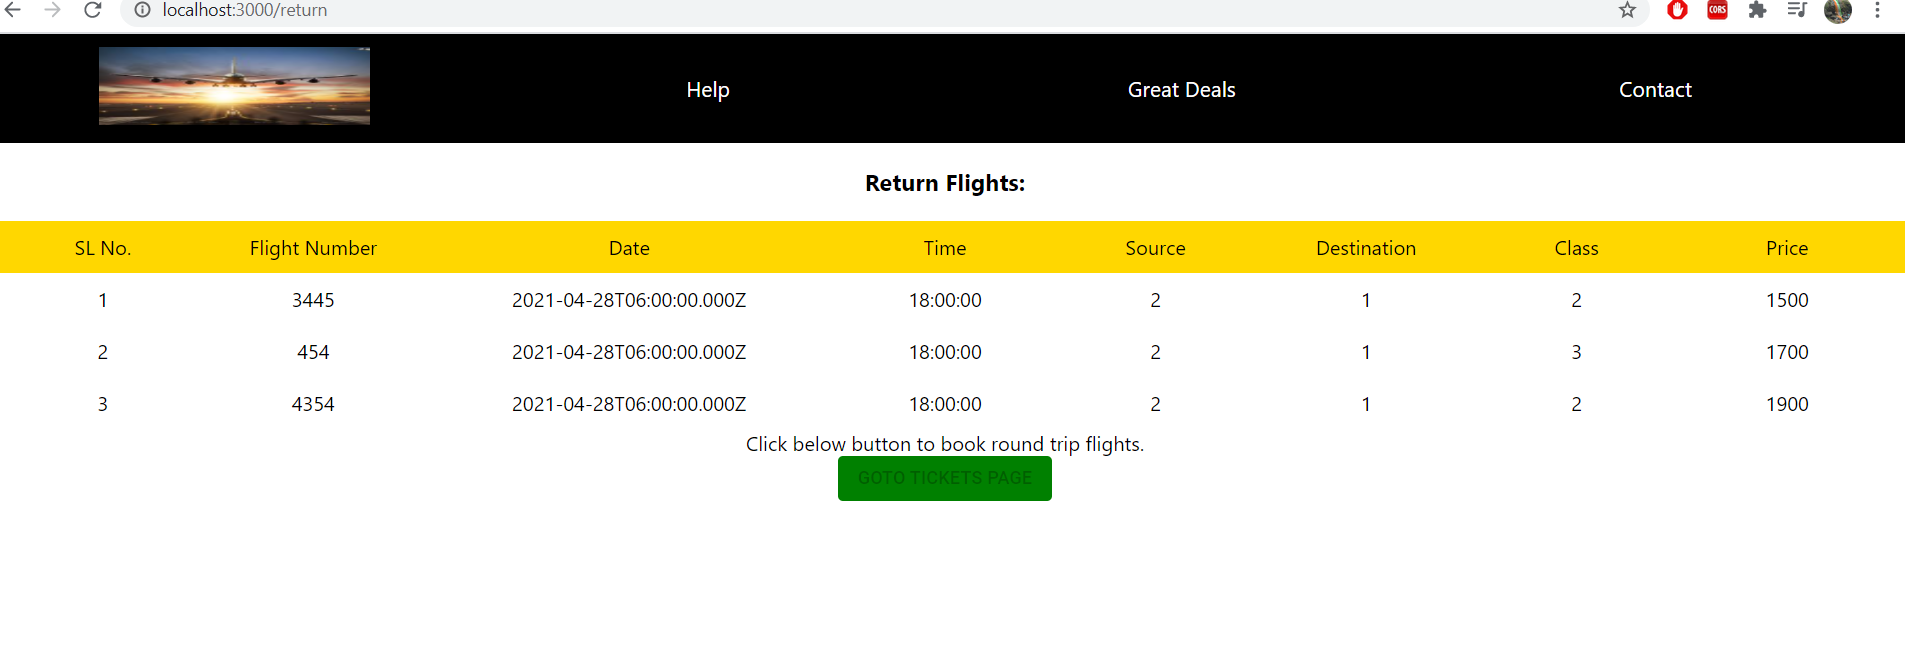 localhost:3000/return
CORS
Help Great Deals Contact
Return Flights:
SL No. Flight Number Date Time Source Destination Class Price
1 3445 2021-04-28T06:00:00.000Z 18:00:00 2 1 2 1500
2 454 2021-04-28T06:00:00.000Z 18:00:00 2 1 3 1700
3 4354 2021-04-28T06:00:00.000Z 18:00:00 2 1 2 1900
Click below button to book round trip flights.
GOTO TICKETS PAGE